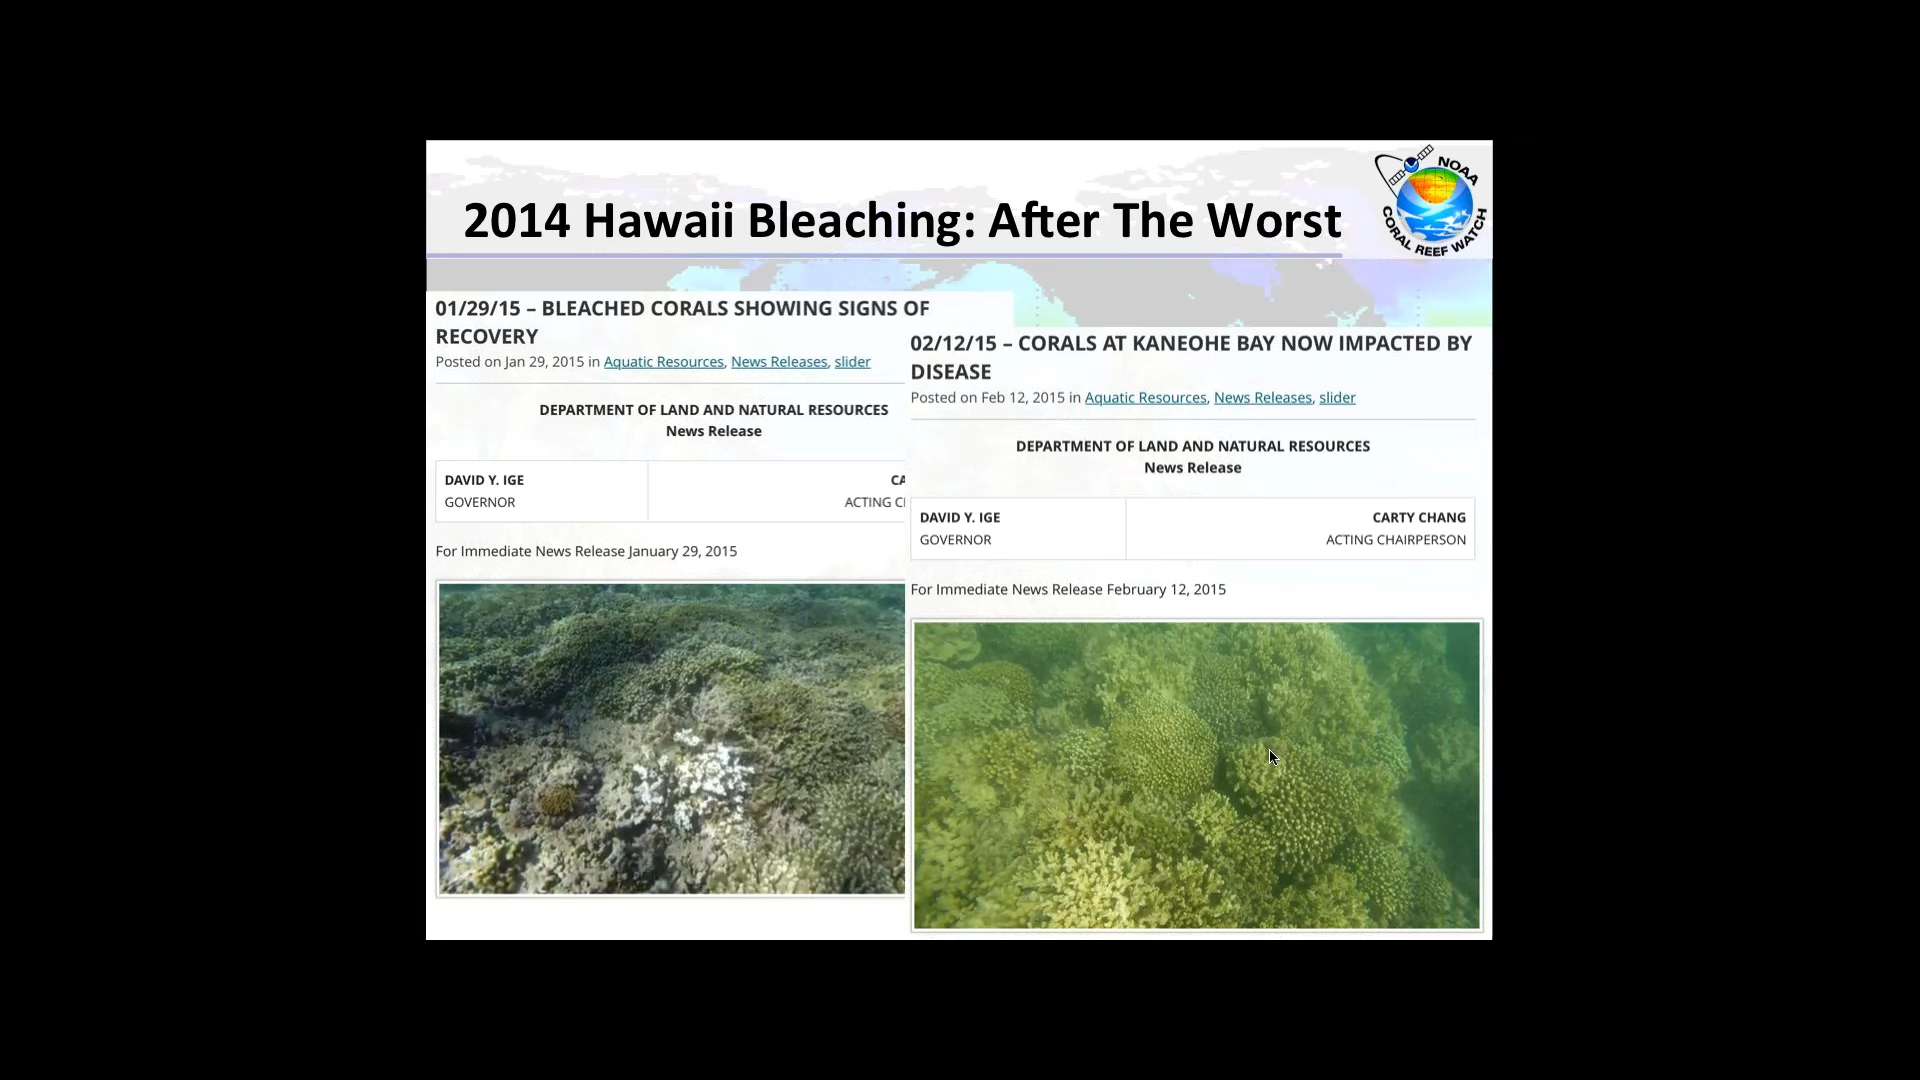 2014 Hawaii Bleaching: After The Worst
NOAA
CORAL REEF WATCH
01/29/15 – BLEACHED CORALS SHOWING SIGNS OF
RECOVERY
Posted on Jan 29, 2015 in Aquatic Resources, News Releases, slider
DEPARTMENT OF LAND AND NATURAL RESOURCES
News Release
DAVID Y. IGE
CA
GOVERNOR
ACTING C
For Immediate News Release January 29, 2015
02/12/15 – CORALS AT KANEOHE BAY NOW IMPACTED BY
DISEASE
Posted on Feb 12, 2015 in Aquatic Resources, News Releases, slider
DEPARTMENT OF LAND AND NATURAL RESOURCES
News Release
DAVID Y. IGE
CARTY CHANG
GOVERNOR
ACTING CHAIRPERSON
For Immediate News Release February 12, 2015